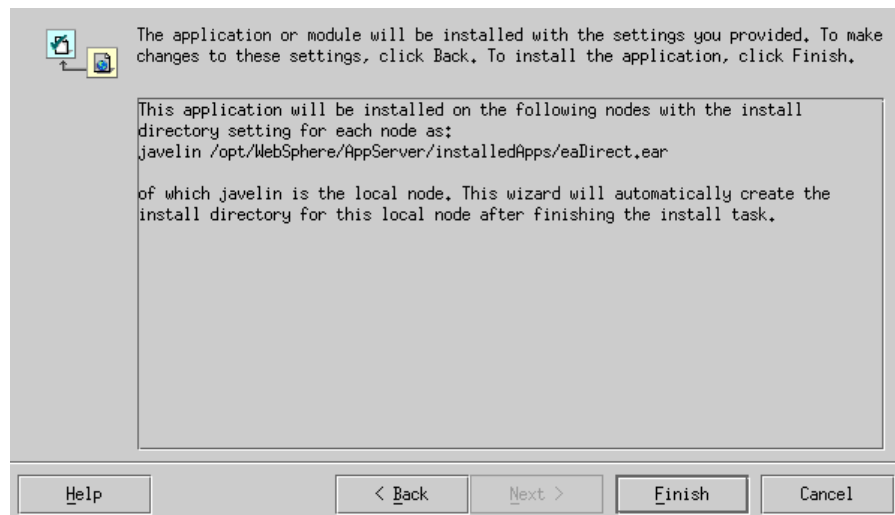 The application or module will be installed with the settings you provided. To make
changes to these settings, click Back. To install the application, click Finish.
This application will be installed on the following nodes with the install
directory setting for each node as:
javelin /opt/WebSphere/AppServer/installedApps/eaDirect.ear
of which javelin is the local node. This wizard will automatically create the
install directory for this local node after finishing the install task.
Help
< Back
Next >
Finish
Cancel